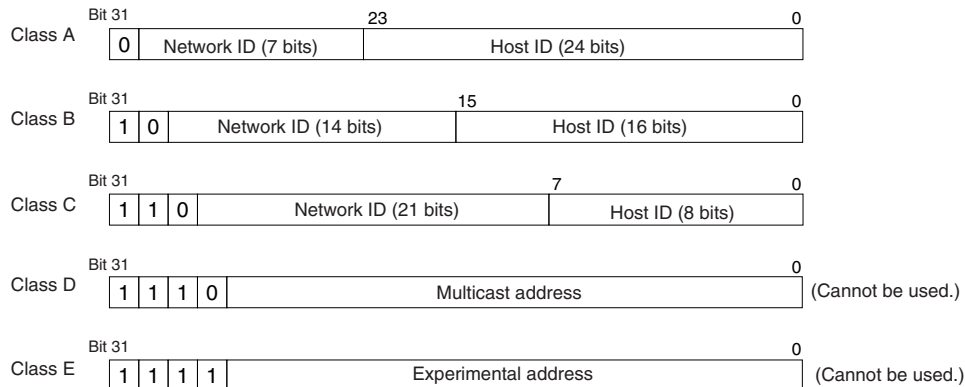 Bit 31 23 0
Class A 0 Network ID (7 bits) Host ID (24 bits)
Bit 31 15 0
Class B 1 0 Network ID (14 bits) Host ID (16 bits)
Bit 31 7 0
Class C 1 1 0 Network ID (21 bits) Host ID (8 bits)
Bit 31 0
Class D 1 1 1 0 Multicast address (Cannot be used.)
Bit 31 0
Class E 1 1 1 1 Experimental address (Cannot be used.)